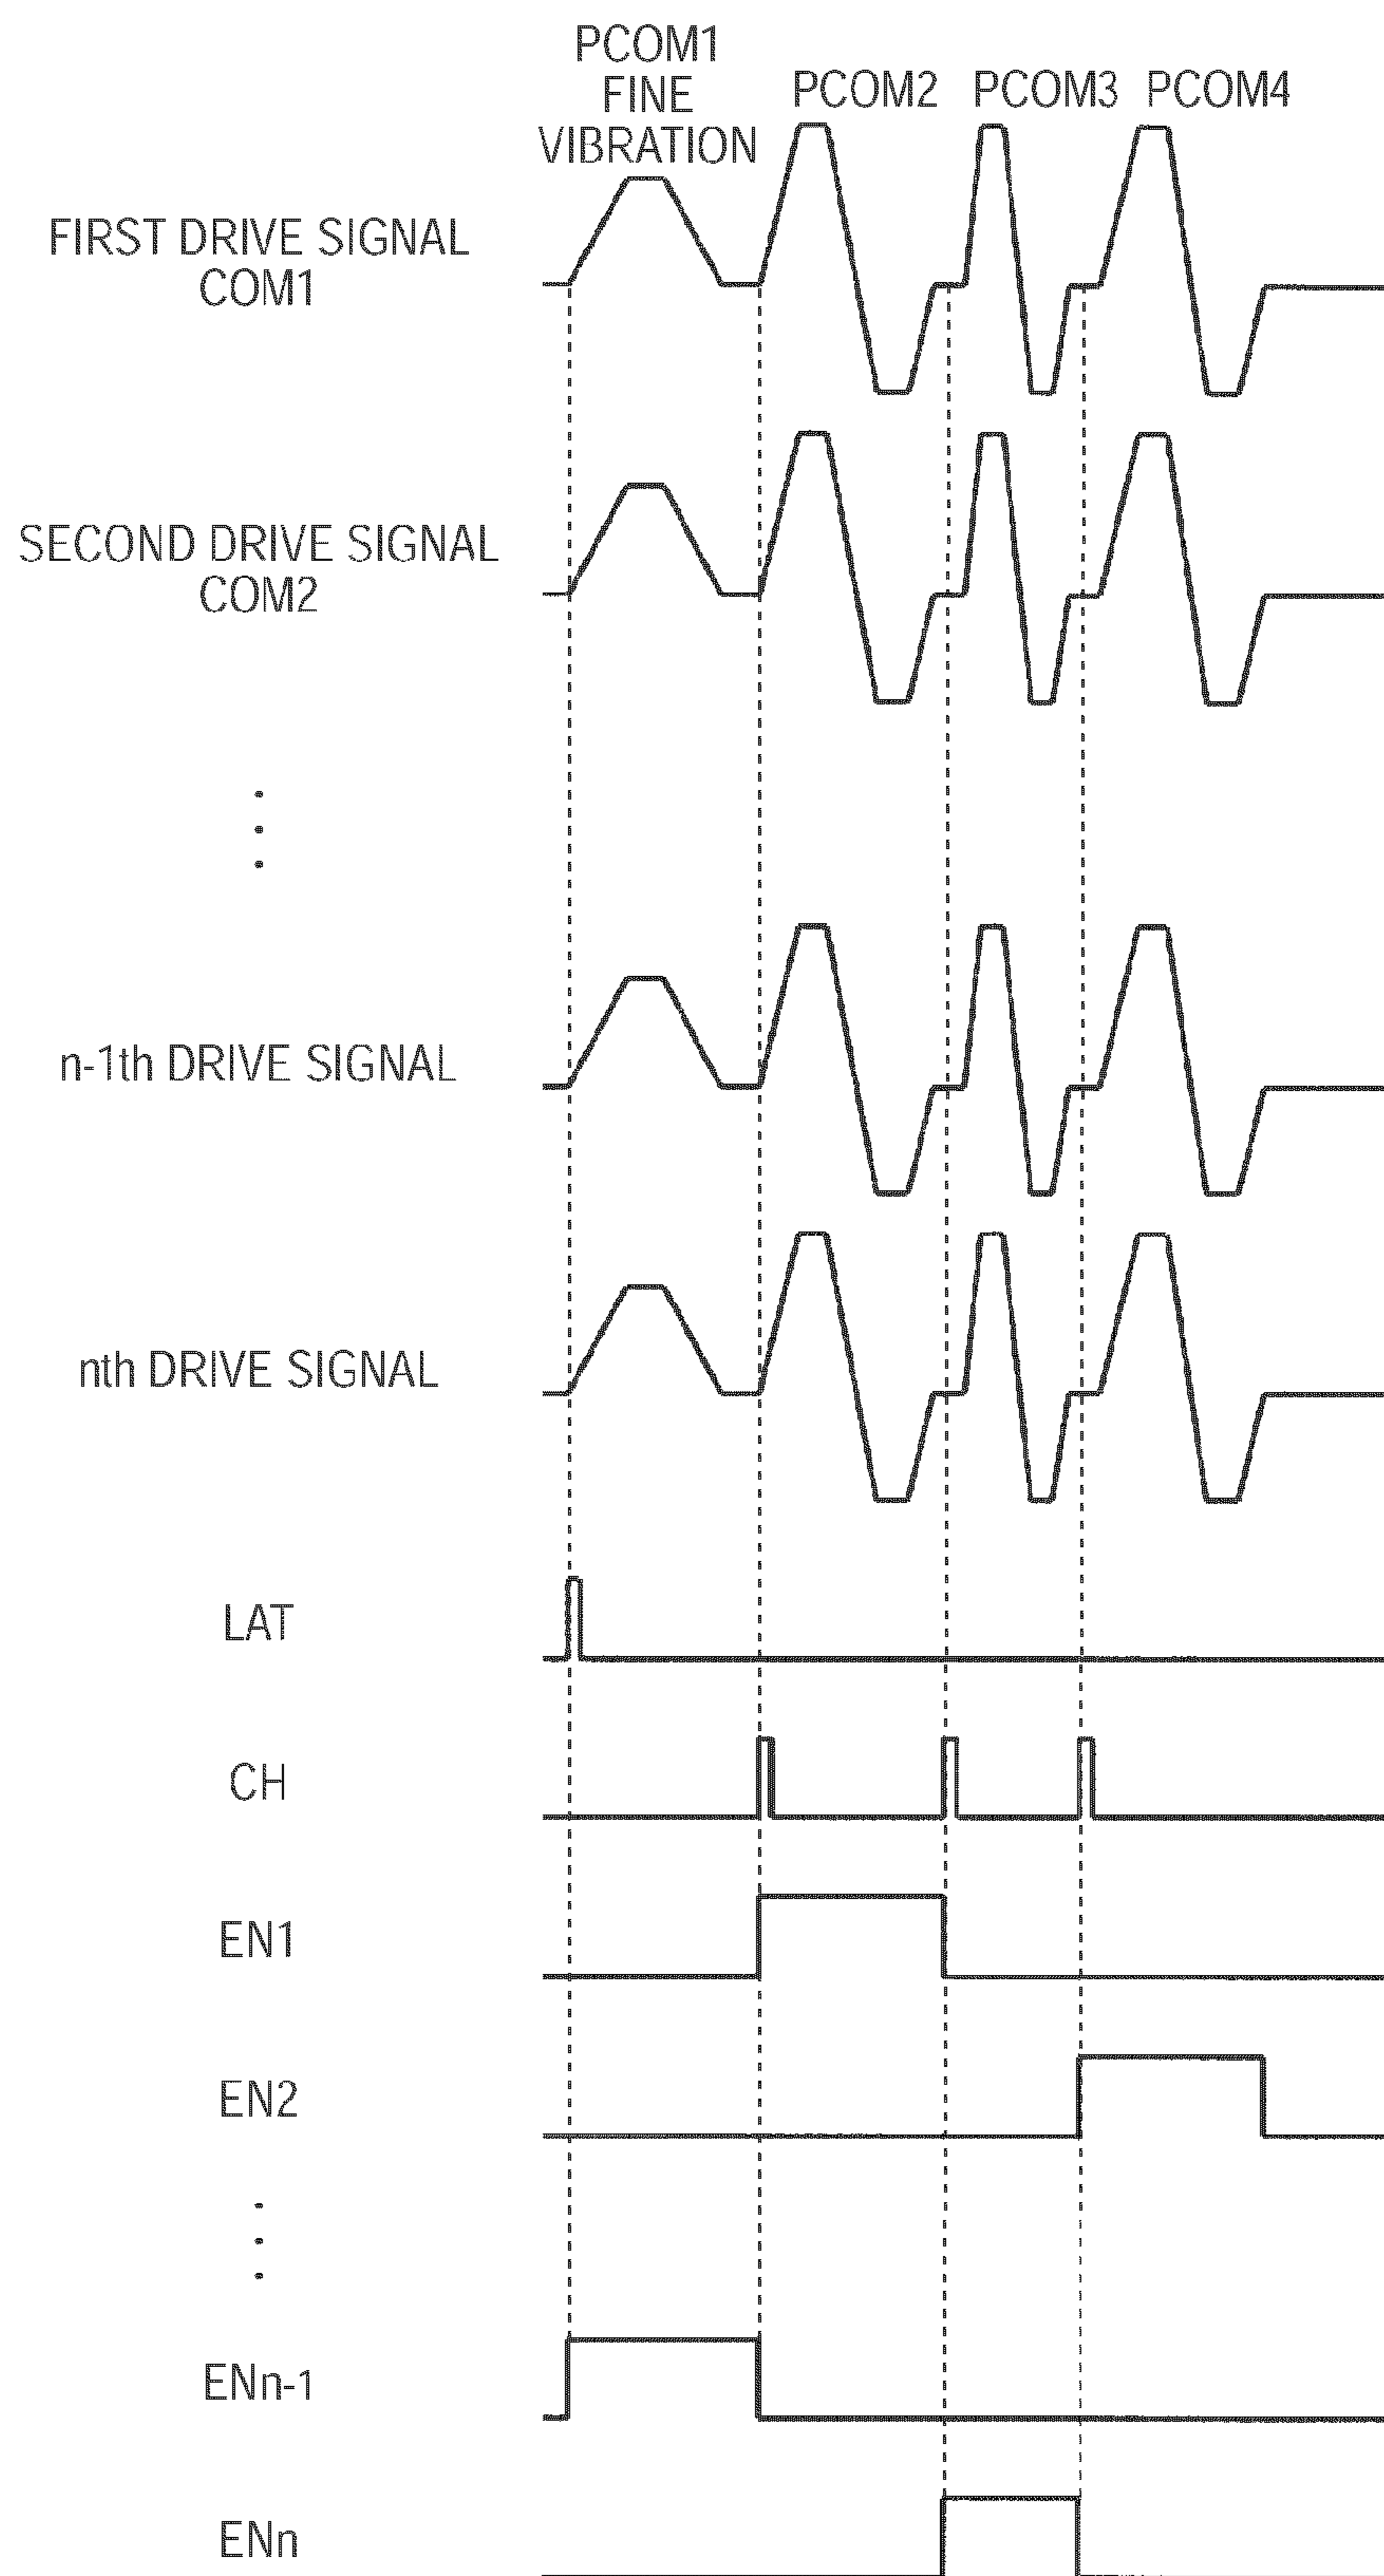 PCOM1
FINE
VIBRATION
PCOM2
PCOM3
PCOM4
FIRST DRIVE SIGNAL
COM1
SECOND DRIVE SIGNAL
COM2
n-1th DRIVE SIGNAL
nth DRIVE SIGNAL
LAT
CH
EN1
EN2
ENn-1
ENn